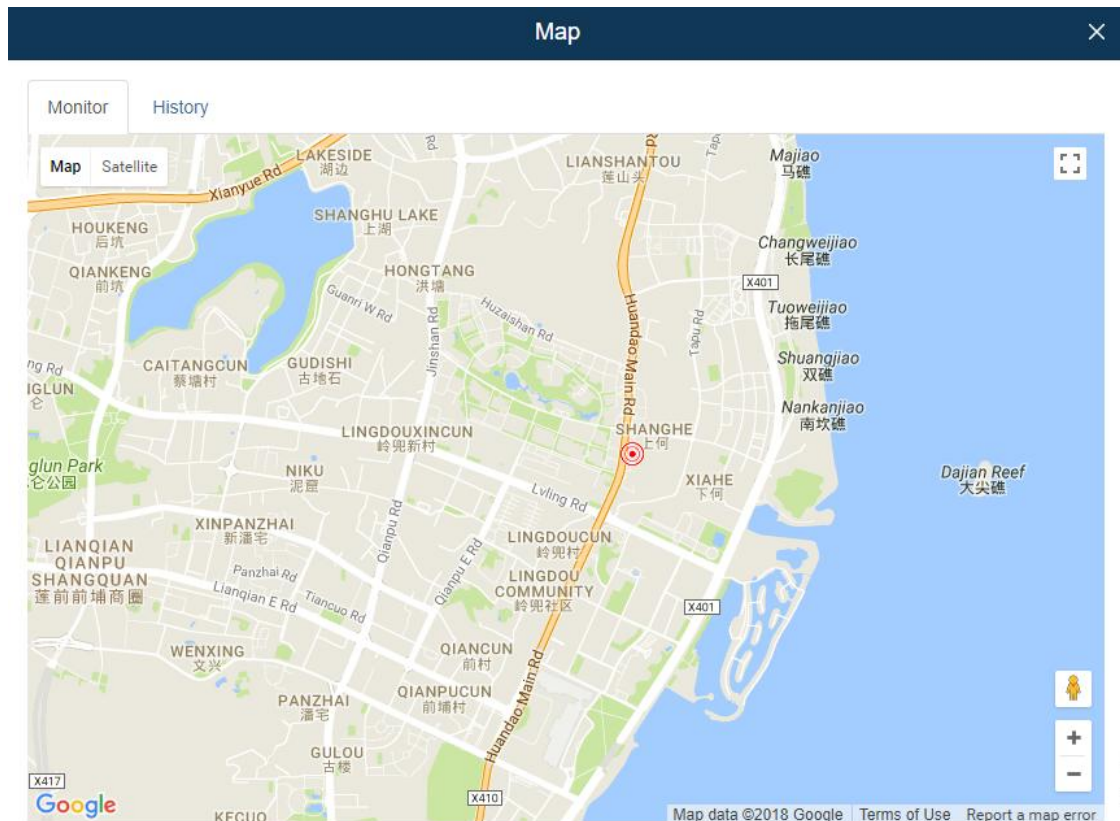 Map
Monitor
History
Map
Satellite
LAKESIDE
湖边
Rd
Rd
LIANSHANTOU
莲山头
Majiao
马礁
Xianyue Rd
HOUKENG
后坑
SHANGHU LAKE
上湖
QIANKENG
前坑
HONGTANG
洪塘
Changweijiao
长尾礁
X401
Guanri W Rd
Huzaishan Rd
Huandao Main Rd
Tapu Rd
Tuoweijiao
拖尾礁
Jinshan Rd
CAITANGCUN
蔡塘村
GUDISHI
古地石
Shuangjiao
双礁
ng Rd
Nankanjiao
南坎礁
LINGDOUXINCUN
岭兜新村
SHANGHE
上何
NIKU
泥窟
XIAHE
下何
Dajian Reef
大尖礁
Lvling Rd
XINPANZHAI
新潘宅
LINGDOUCUN
岭兜村
Qianpu Rd
LIANQIAN
QIANPU
SHANGQUAN
莲前前埔商圈
Panzhai Rd
Lianqian E Rd
Tiancuo Rd
Qianpu E Rd
LINGDOU
COMMUNITY
岭兜社区
X401
WENXING
文兴
QIANCUN
前村
PANZHAI
潘宅
QIANPUCUN
前埔村
Huandao Main Rd
GULOU
古楼
X417
X410
Google
Map data ©2018 Google
Terms of Use
Report a map error